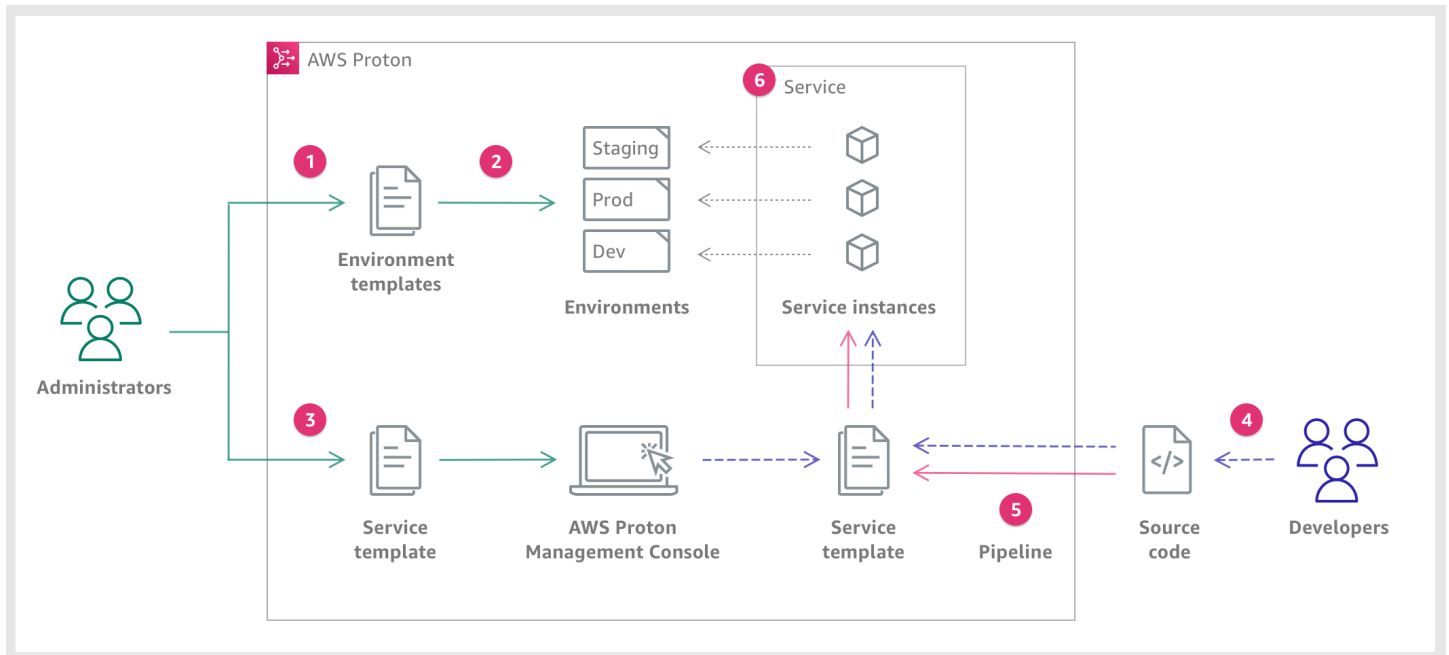 AWS Proton
6
Service
1
2
Staging
Prod
Dev
Environment
templates
Environments
Service instances
Administrators
3
4
Service
template
AWS Proton
Management Console
Service
template
5
Pipeline
Source
code
Developers
</>